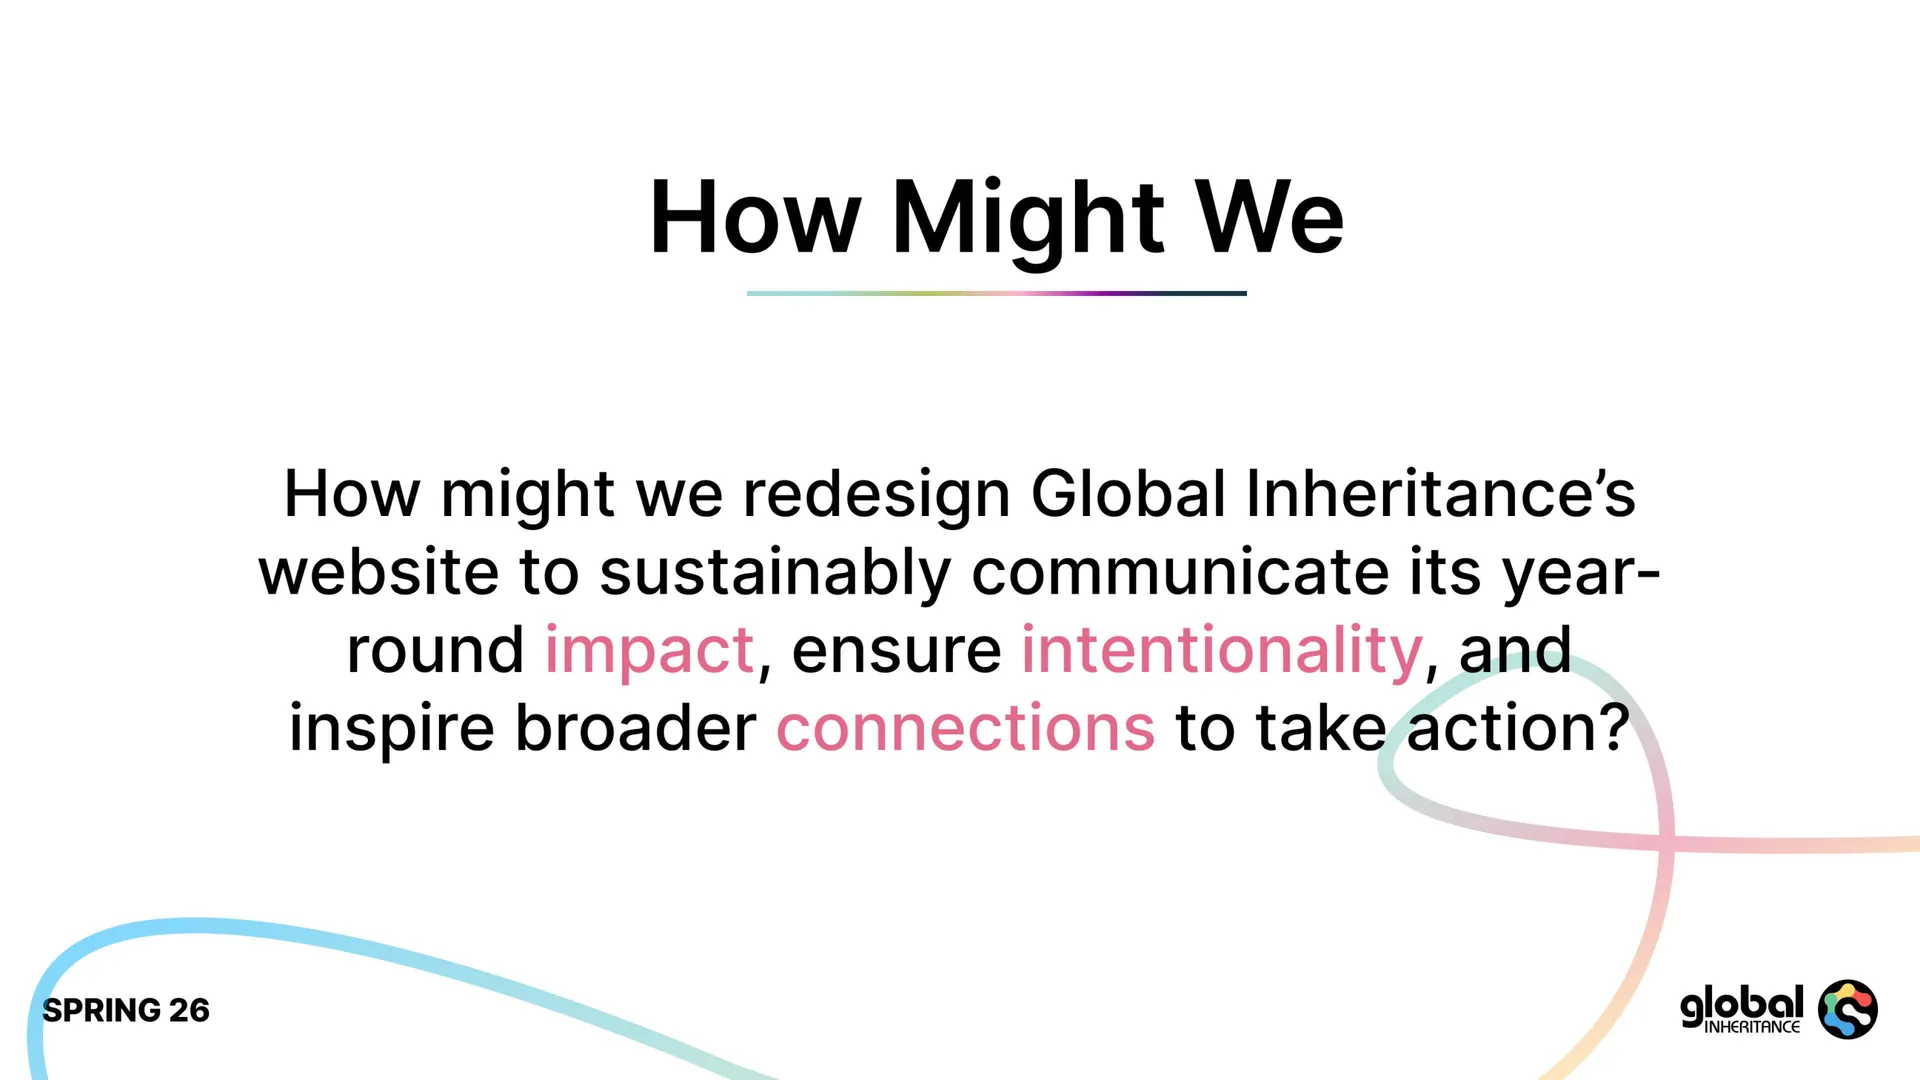 How Might We
How might we redesign Global Inheritance’s
website to sustainably communicate its year-
round impact, ensure intentionality, and
inspire broader connections to take action?
SPRING 26
global
INHERITANCE